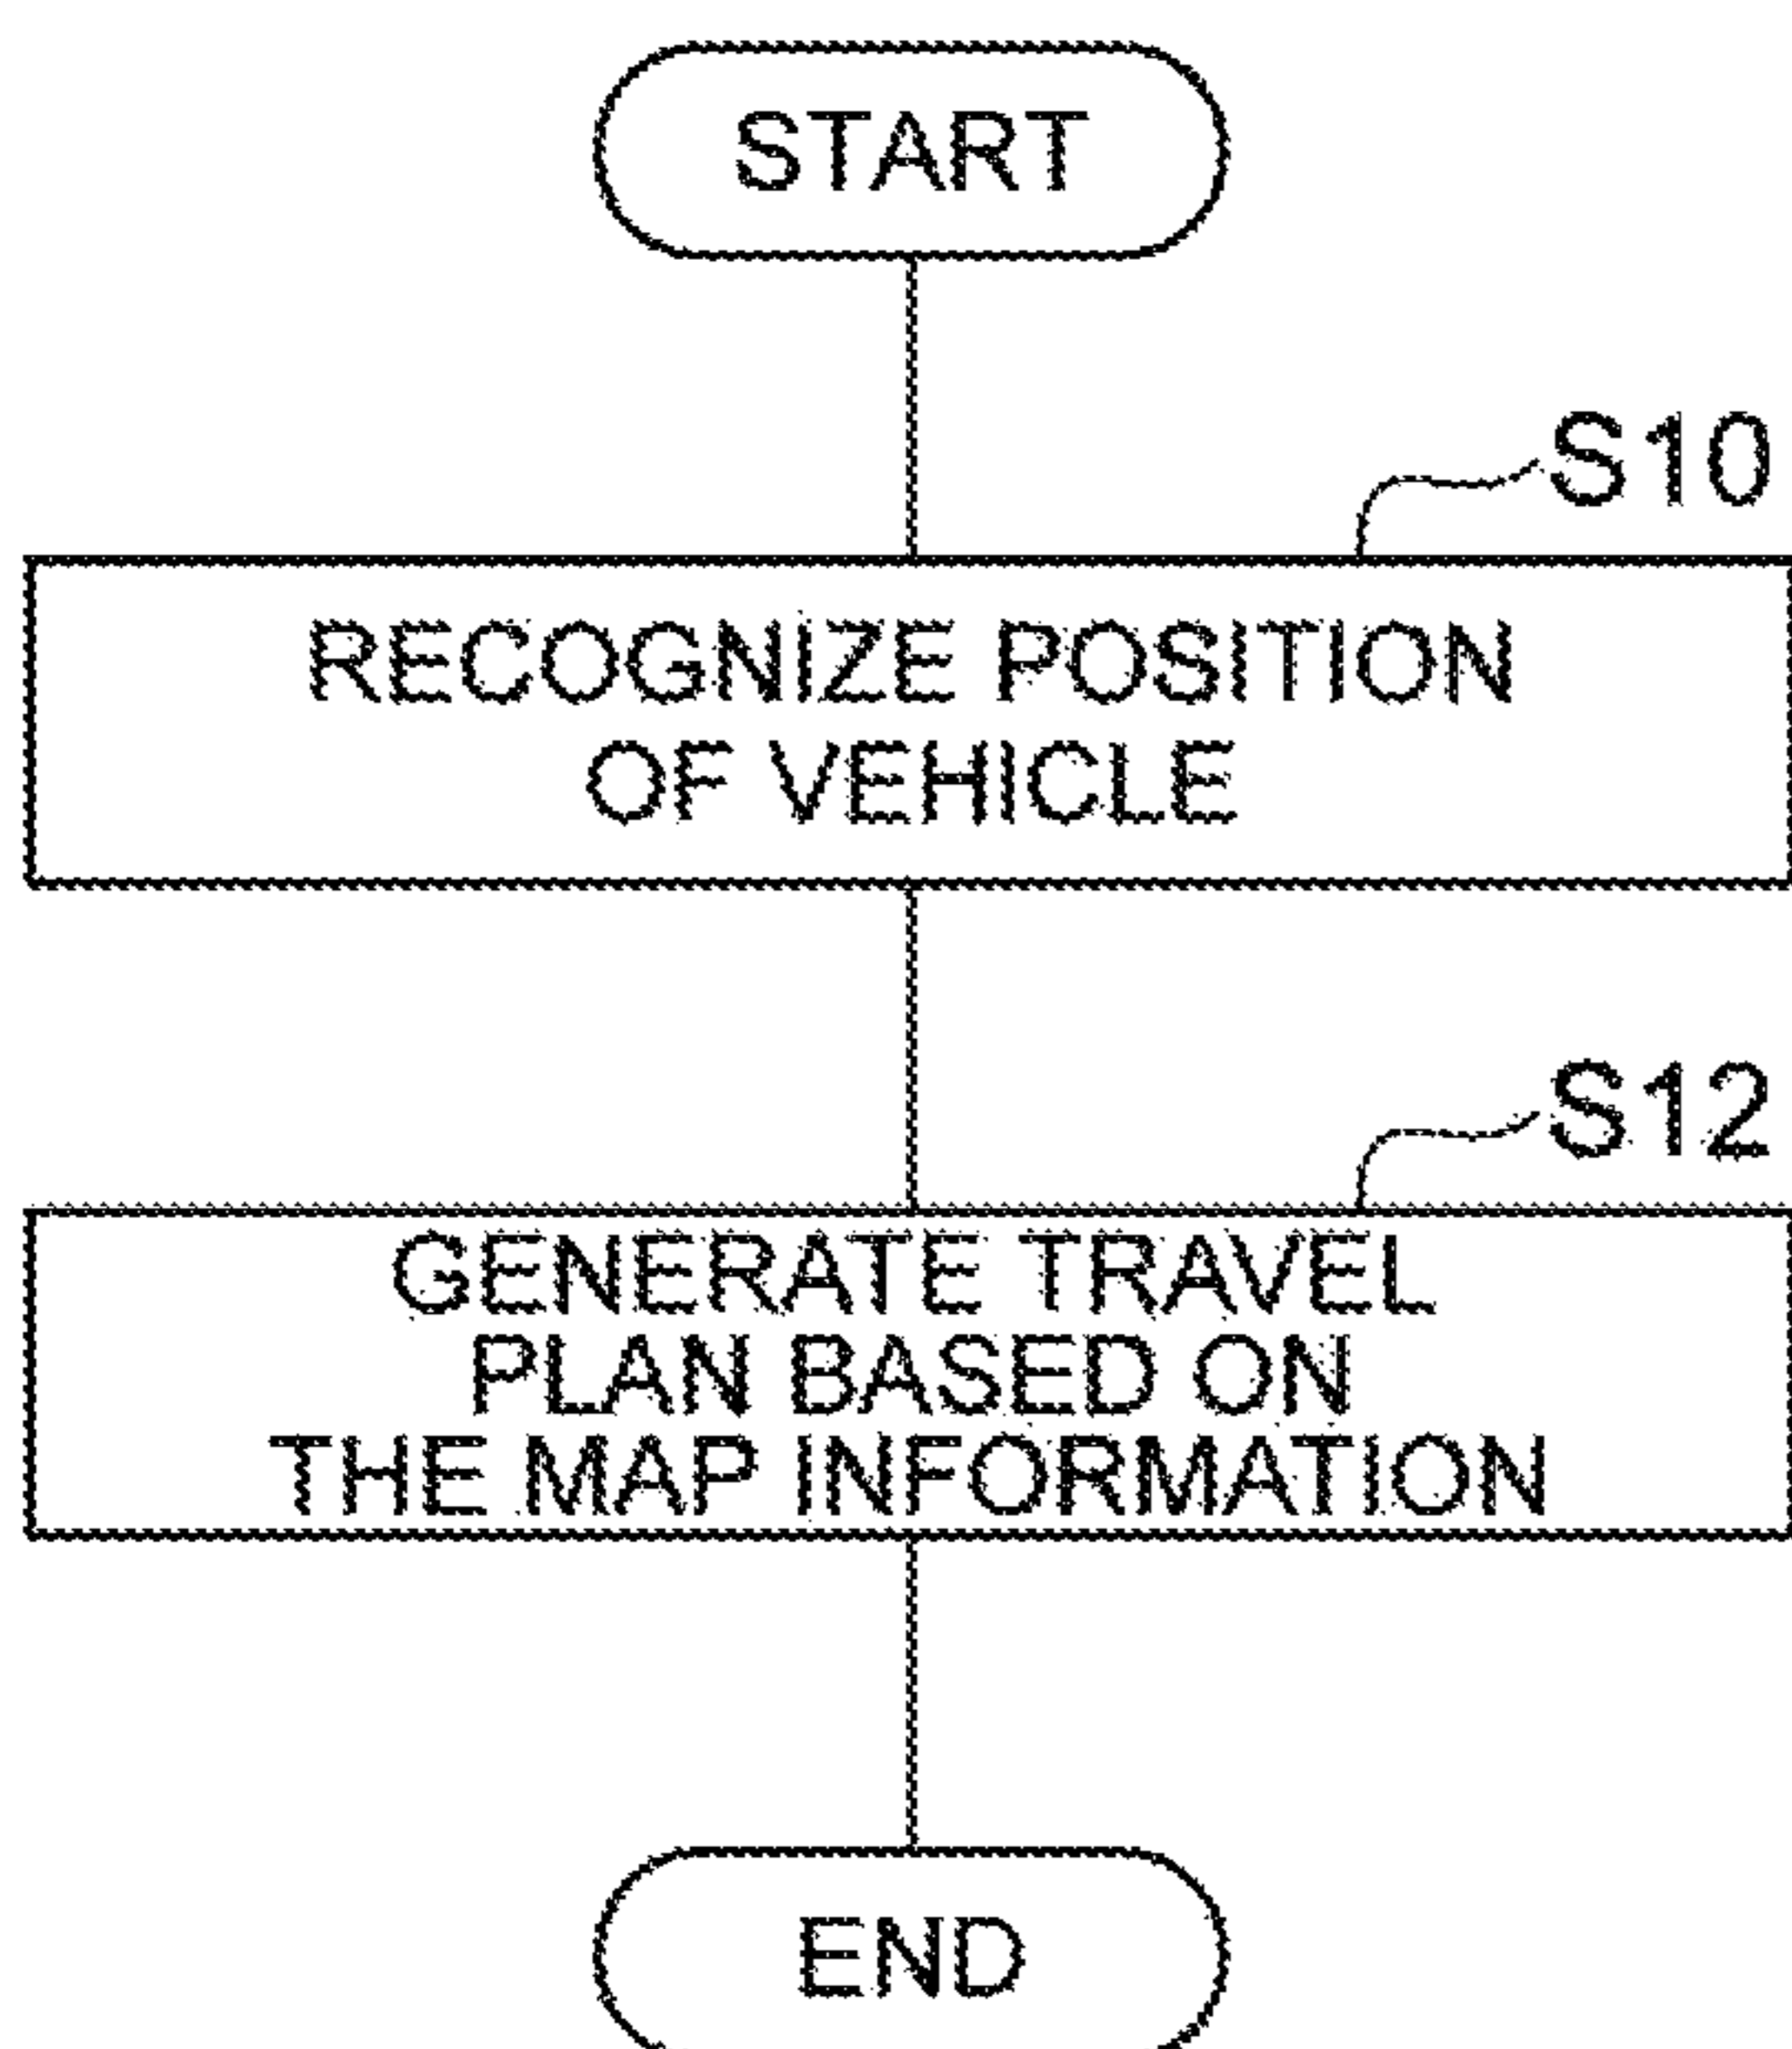 START
S10
RECOGNIZE POSITION
OF VEHICLE
S12
GENERATE TRAVEL
PLAN BASED ON
THE MAP INFORMATION
END